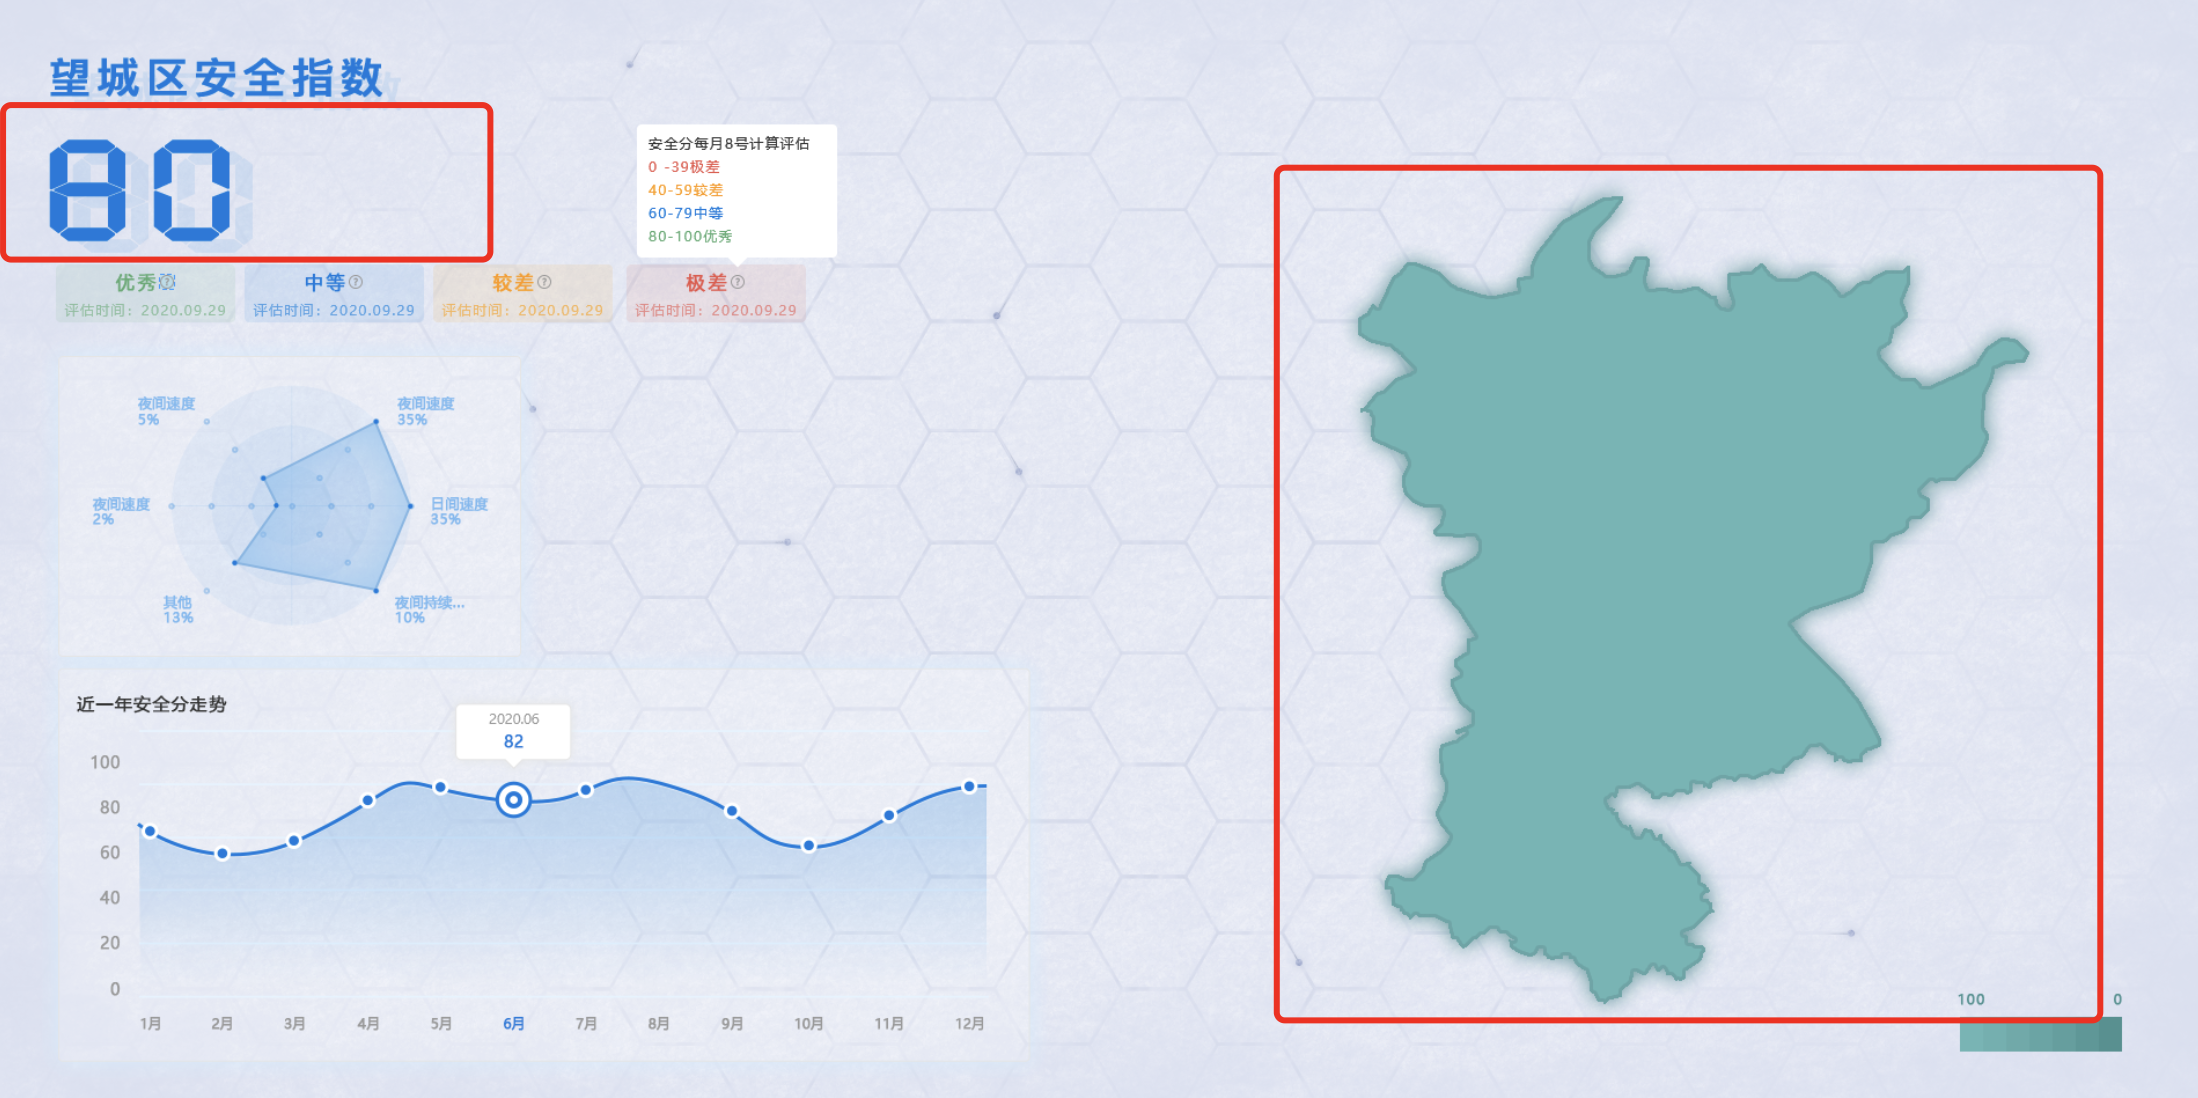 望城区安全指数
80
安全分每月8号计算评估
0 -39极差
40-59较差
60-79中等
80-100优秀
优秀
中等
较差
极差
评估时间：2020.09.29
评估时间：2020.09.29
评估时间：2020.09.29
评估时间：2020.09.29
夜间速度
5%
夜间速度
35%
夜间速度
2%
日间速度
35%
其他
13%
夜间持续...
10%
近一年安全分走势
2020.06
82
100
80
60
40
20
0
1月
2月
3月
4月
5月
6月
7月
8月
9月
10月
11月
12月
100
0